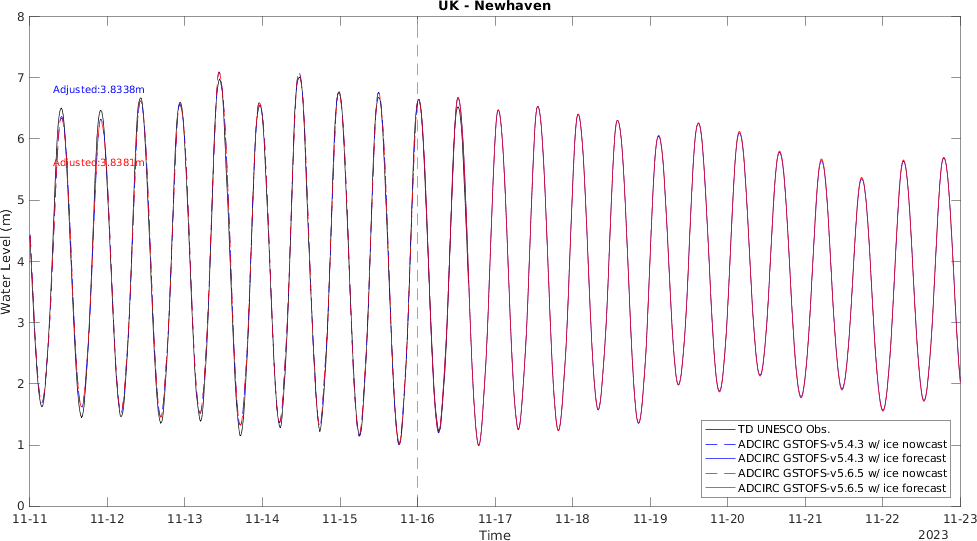 UK - Newhaven
8
7
6
5
4
3
2
1
0
Water Level (m)
Adjusted:3.8338m
Adjusted:3.8381m
TD UNESCO Obs.
ADCIRC GSTOFS-v5.4.3 w/ ice nowcast
ADCIRC GSTOFS-v5.4.3 w/ ice forecast
ADCIRC GSTOFS-v5.6.5 w/ ice nowcast
ADCIRC GSTOFS-v5.6.5 w/ ice forecast
11-11 11-12 11-13 11-14 11-15 11-16 11-17 11-18 11-19 11-20 11-21 11-22 11-23
Time
2023